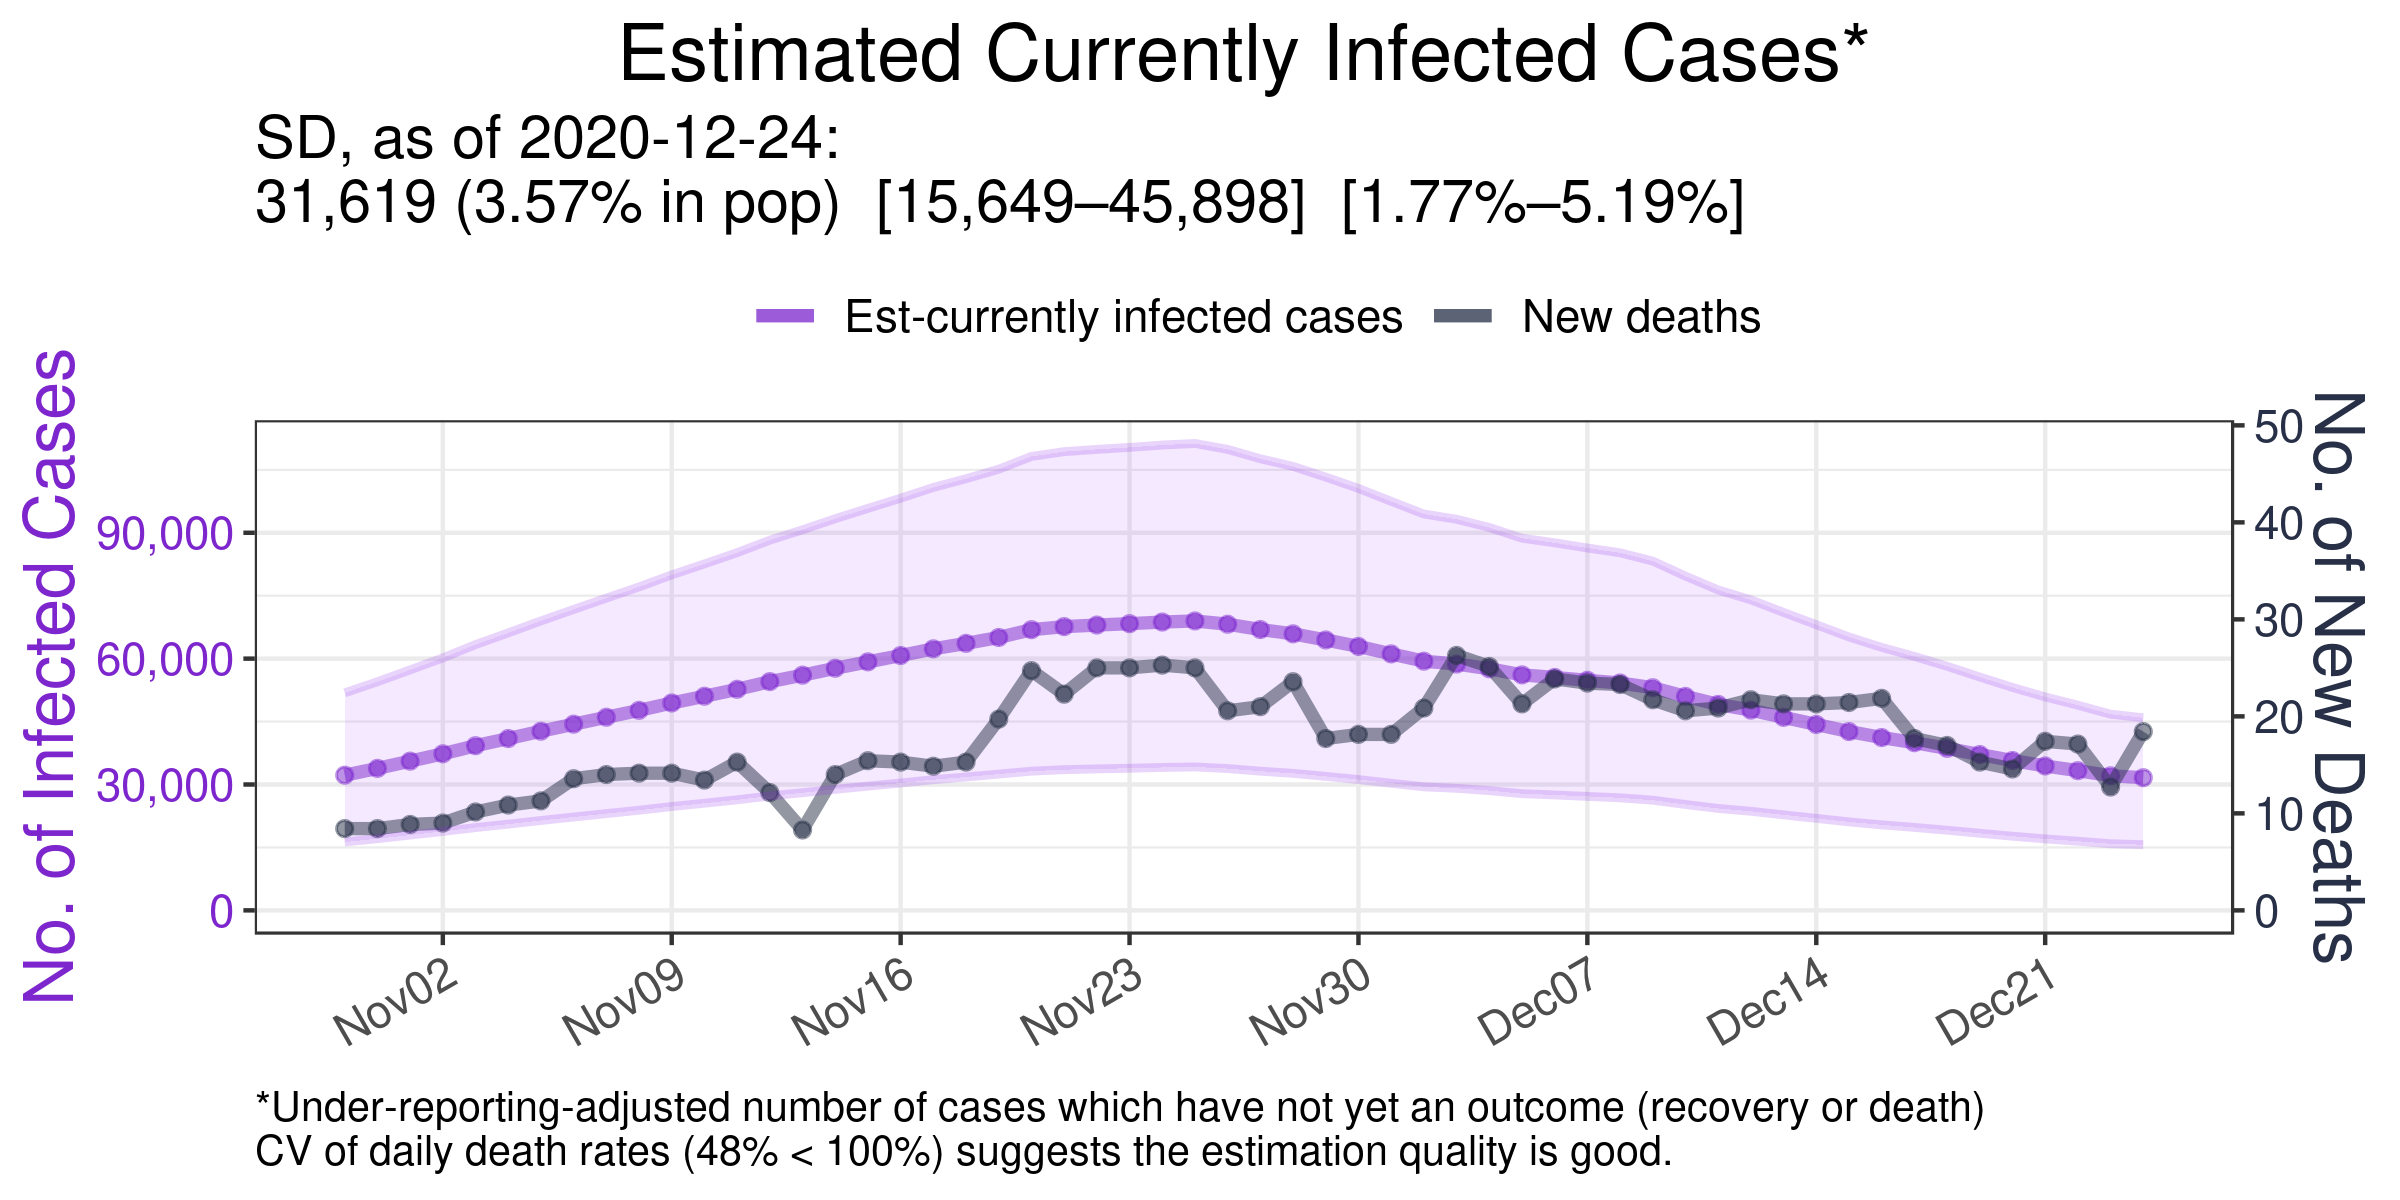 Estimated Currently Infected Cases*
SD, as of 2020-12-24:
31,619 (3.57% in pop)  [15,649–45,898]  [1.77%–5.19%]
Est-currently infected cases
New deaths
No. of Infected Cases
90,000
60,000
30,000
0
50
40
30
20
10
0
No. of New Deaths
Nov02
Nov09
Nov16
Nov23
Nov30
Dec07
Dec14
Dec21
*Under-reporting-adjusted number of cases which have not yet an outcome (recovery or death)
CV of daily death rates (48% < 100%) suggests the estimation quality is good.